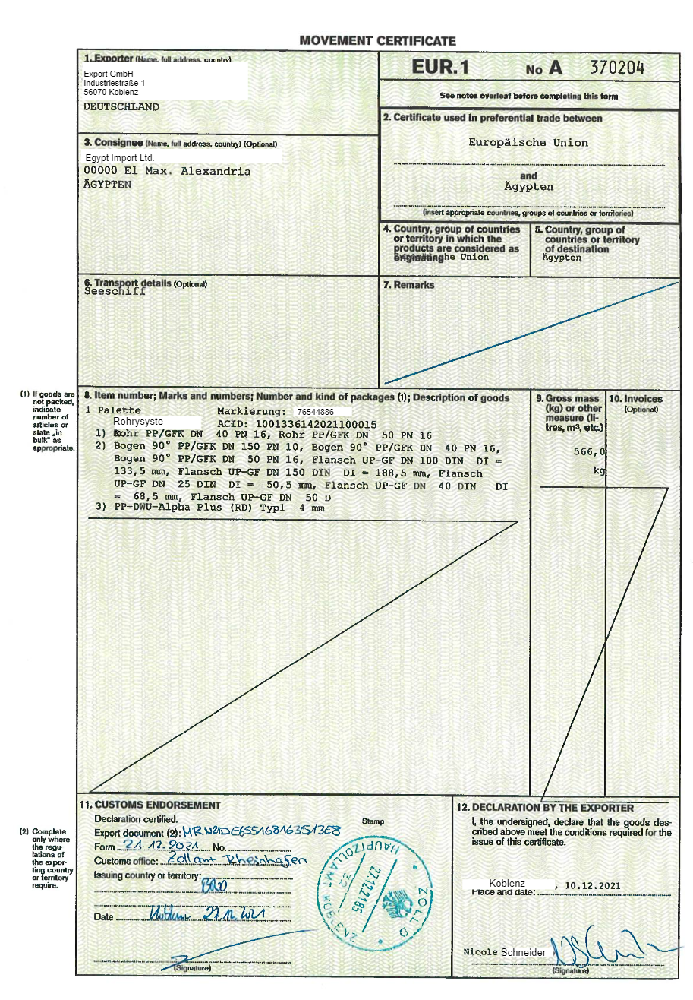 MOVEMENT CERTIFICATE
1. Exporter (Name, full address, country)
Export GmbH
Industriestraße 1
56070 Koblenz
DEUTSCHLAND
EUR.1 No A 370204
See notes overleaf before completing this form
2. Certificate used in preferential trade between
Europäische Union
and
Ägypten
(insert appropriate countries, groups of countries or territories)
3. Consignee (Name, full address, country) (Optional)
Egypt Import Ltd.
00000 El Max. Alexandria
ÄGYPTEN
4. Country, group of countries
or territory in which the
products are considered as
originating
he Union
5. Country, group of
countries or territory
of destination
Ägypten
6. Transport details (Optional)
Seeschiff
7. Remarks
(1) If goods are
not packed,
indicate
number of
articles or
state „in
bulk" as
appropriate.
8. Item number; Marks and numbers; Number and kind of packages (1); Description of goods
1 Palette Markierung: 76544886
Rohrsyste ACID: 1001336142021100015
1) Rohr PP/GFK DN 40 PN 16, Rohr PP/GFK DN 50 PN 16
2) Bogen 90° PP/GFK DN 150 PN 10, Bogen 90° PP/GFK DN 40 PN 16,
Bogen 90° PP/GFK DN 50 PN 16, Flansch UP-GF DN 100 DIN DI =
133,5 mm, Flansch UP-GF DN 150 DIN DI = 188,5 mm, Flansch
UP-GF DN 25 DIN DI = 50,5 mm, Flansch UP-GF DN 40 DIN DI
= 68,5 mm, Flansch UP-GF DN 50 D
3) PP-DWU-Alpha Plus (RD) Typ1 4 mm
9. Gross mass
(kg) or other
measure (li-
tres, m³, etc.)
566,0
kg
10. Invoices
(Optional)
(2) Complete
only where
the regu-
lations of
the expor-
ting country
or territory
require.
11. CUSTOMS ENDORSEMENT
Declaration certified.
Export document (2): MRN21DE655168163513E8
Form 21.12.2021 No.
Customs office: Zollamt Rheinhafen
Issuing country or territory:
BRD
Date Koblenz 27.12.2021
(Signature)
Stamp
HAUPTZOLLAMT KOBLENZ
ZOLL D
32
27.12.21
12. DECLARATION BY THE EXPORTER
I, the undersigned, declare that the goods des-
cribed above meet the conditions required for the
issue of this certificate.
Koblenz , 10.12.2021
Place and date:
Nicole Schneider
(Signature)